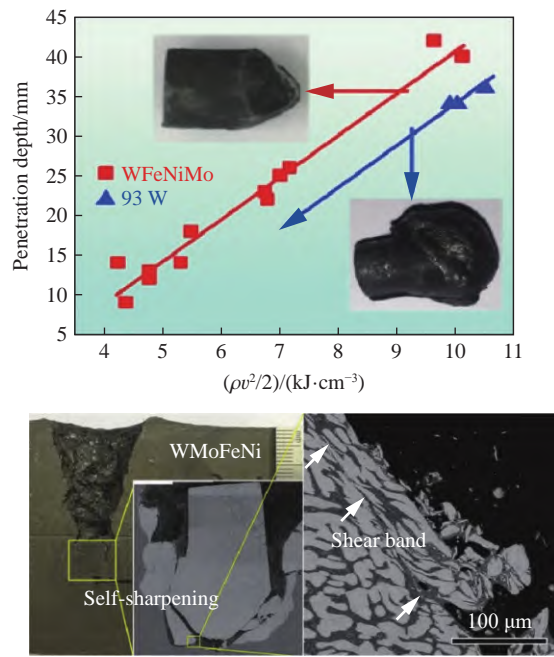 45
40
35
30
25
20
15
10
5
Penetration depth/mm
WFeNiMo
93 W
4 5 6 7 8 9 10 11
(ρv²/2)/(kJ·cm⁻³)
WMoFeNi
Self-sharpening
Shear band
100 μm